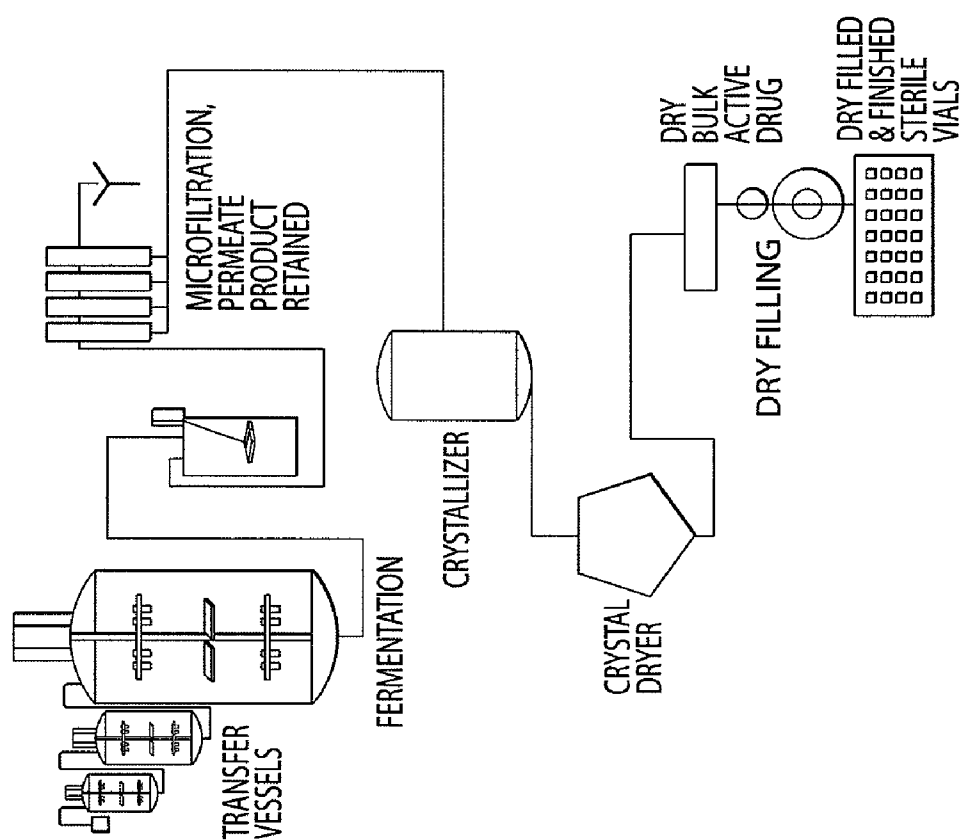 TRANSFER
VESSELS
FERMENTATION
MICROFILTRATION,
PERMEATE
PRODUCT
RETAINED
CRYSTALLIZER
CRYSTAL
DRYER
DRY
BULK
ACTIVE
DRUG
DRY FILLING
DRY FILLED
& FINISHED
STERILE
VIALS